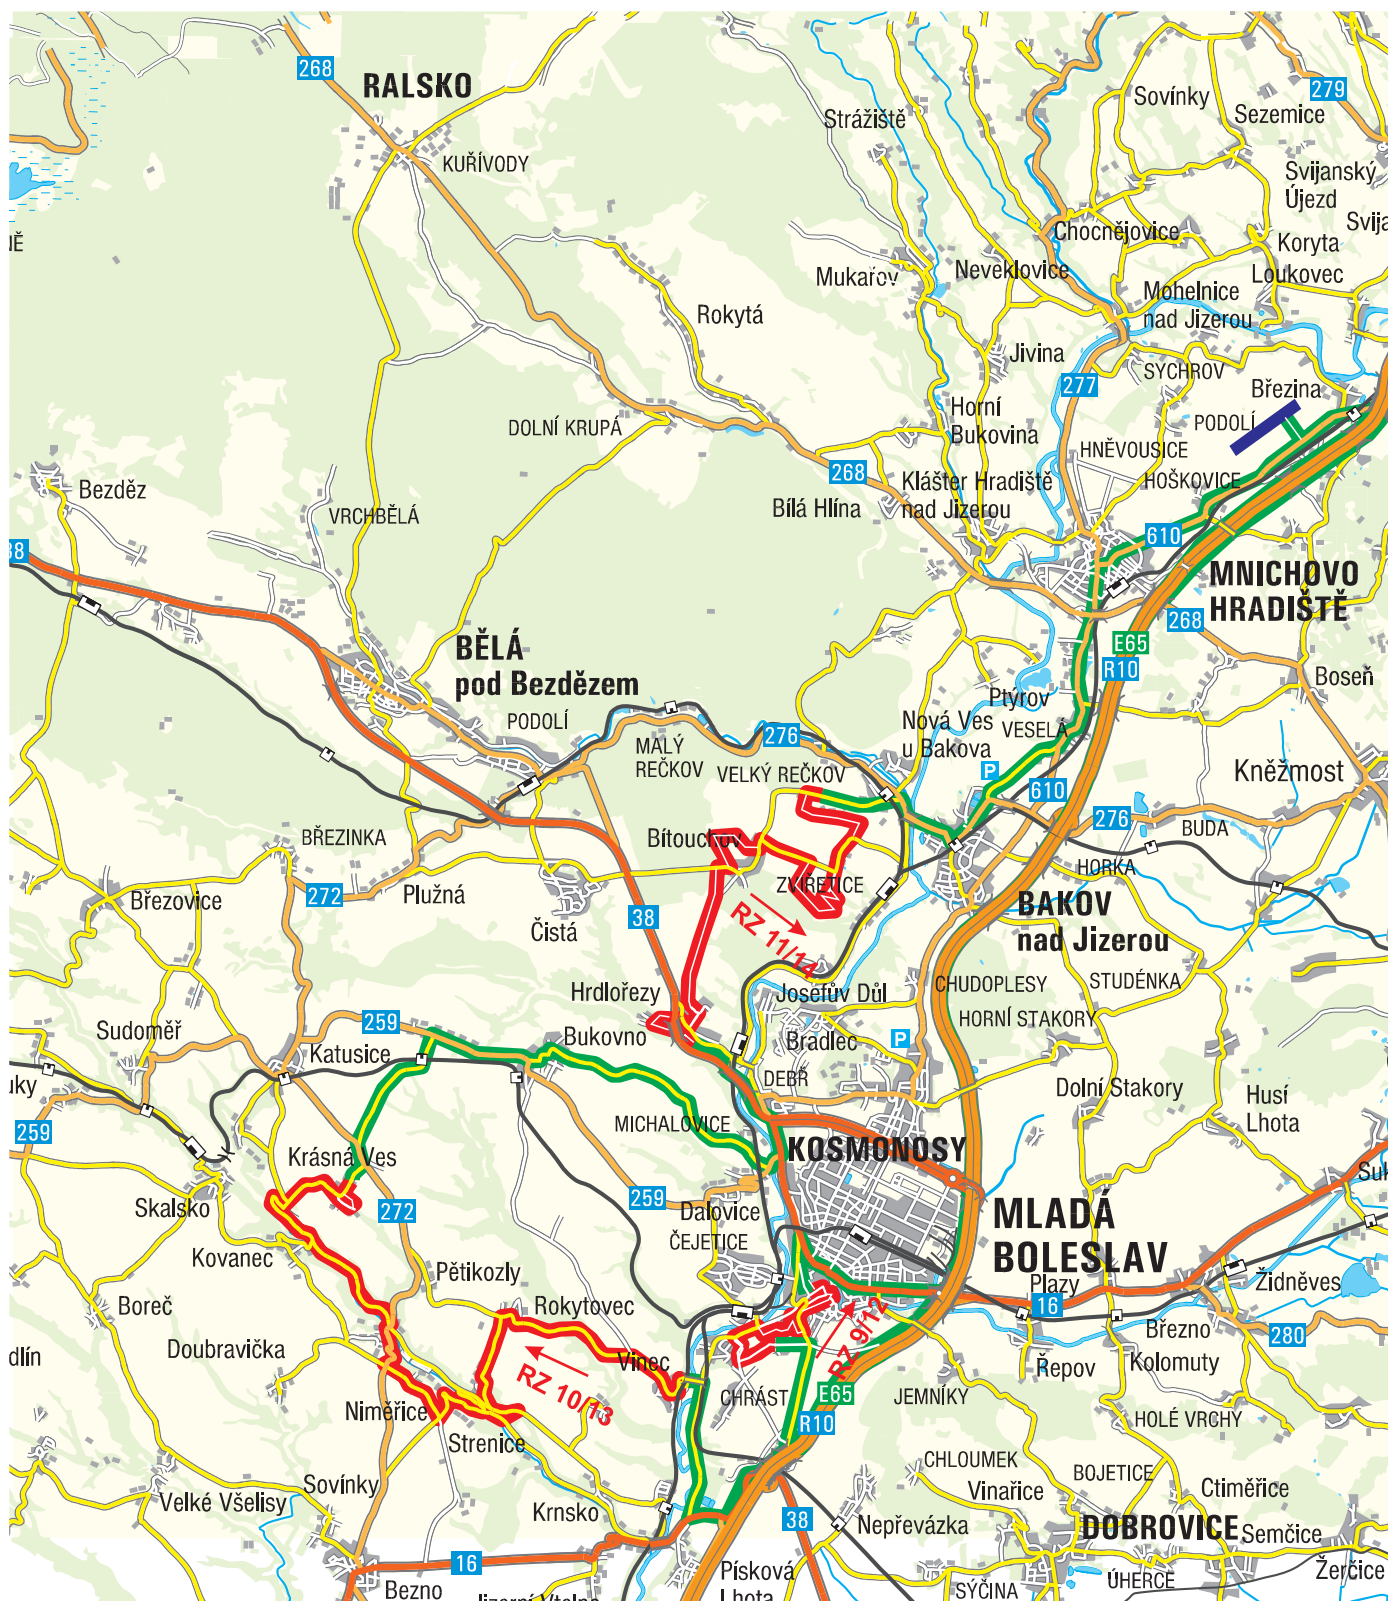 268
RALSKO
KUŘÍVODY
Strážiště
Sovínky
279
Sezemice
Svijanský
Újezd
Chocnějovice
Koryta
Mukařov
Neveklovice
Loukovec
Mohelnice
nad Jizerou
Rokytá
Jivina
SYCHROV
277
Březina
Horní
Bukovina
PODOLÍ
DOLNÍ KRUPÁ
HNĚVOUSICE
268
Klášter Hradiště
nad Jizerou
HOŠKOVICE
Bezděz
VRCHBĚLÁ
Bílá Hlína
610
38
MNICHOVO
HRADIŠTĚ
268
E65
R10
BĚLÁ
pod Bezdězem
Boseň
Ptýrov
PODOLÍ
Nová Ves
u Bakova
VESELÁ
276
MALÝ
REČKOV
VELKÝ REČKOV
P
Kněžmost
610
276
BUDA
BŘEZINKA
Bítouchov
HORKA
272
Plužná
ZVÍŘETICE
Březovice
38
BAKOV
nad Jizerou
Čistá
RZ 11/14
CHUDOPLESY
STUDÉNKA
Hrdlořezy
Josefův Důl
HORNÍ STAKORY
259
Sudoměř
Bukovno
Bradlec
P
Katusice
DEBŘ
Dolní Stakory
Husí
Lhota
259
MICHALOVICE
KOSMONOSY
Krásná Ves
Skalsko
272
259
Dalovice
MLADÁ
BOLESLAV
Kovanec
ČEJETICE
Pětikozly
Plazy
Židněves
Boreč
Rokytovec
16
Březno
280
Doubravička
RZ 9/12
Vinec
Řepov
Kolomuty
RZ 10/13
CHRÁST
E65
JEMNÍKY
Niměřice
R10
HOLÉ VRCHY
Strenice
CHLOUMEK
BOJETICE
Sovínky
Vinařice
Ctiměřice
Velké Všelisy
Krnsko
38
Nepřevázka
DOBROVICE
Semčice
16
Písková
Lhota
Žerčice
Bezno
SÝČINA
ÚHERCE